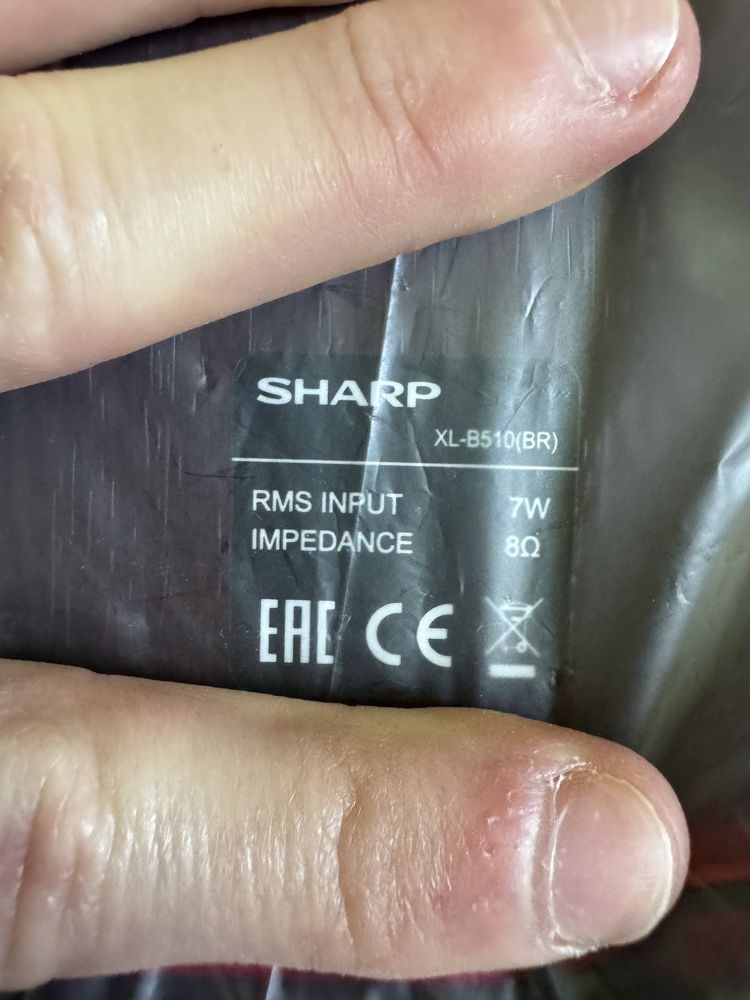 SHARP
XL-B510(BR)
RMS INPUT 7W
IMPEDANCE 8Ω
EAC CE